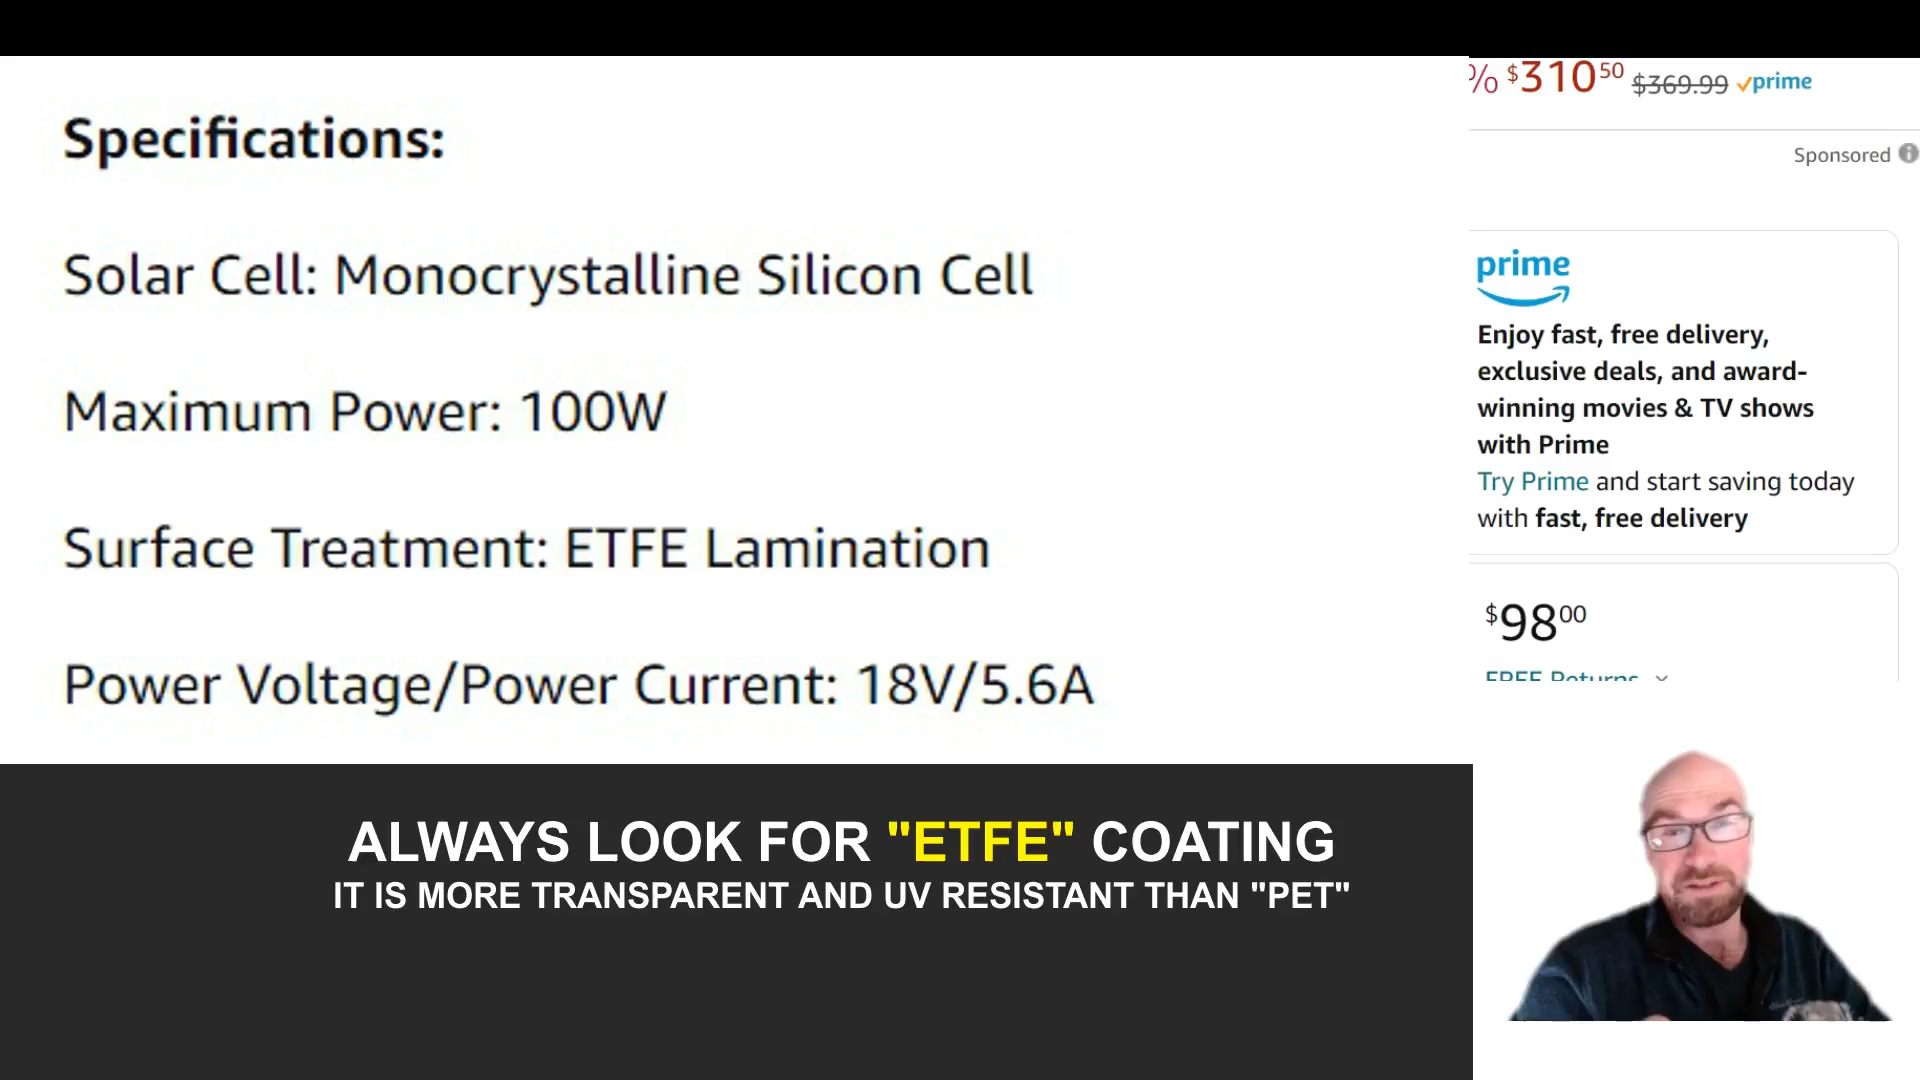 Specifications:
Solar Cell: Monocrystalline Silicon Cell
Maximum Power: 100W
Surface Treatment: ETFE Lamination
Power Voltage/Power Current: 18V/5.6A
ALWAYS LOOK FOR "ETFE" COATING
IT IS MORE TRANSPARENT AND UV RESISTANT THAN "PET"
% $310.50 $369.99 prime
Sponsored
prime
Enjoy fast, free delivery,
exclusive deals, and award-
winning movies & TV shows
with Prime
Try Prime and start saving today
with fast, free delivery
$98.00
FREE Returns